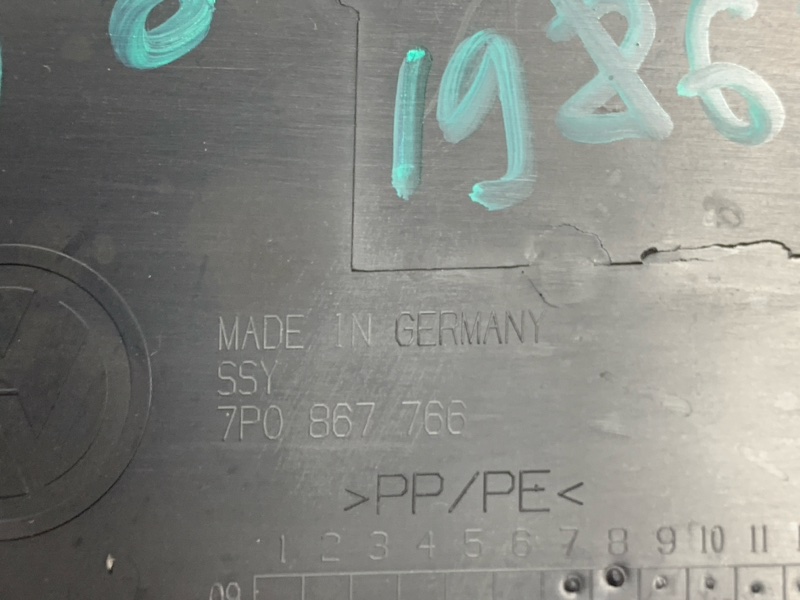 1986
MADE IN GERMANY
SSY
7P0 867 766
>PP/PE<
1 2 3 4 5 6 7 8 9 10 11
09